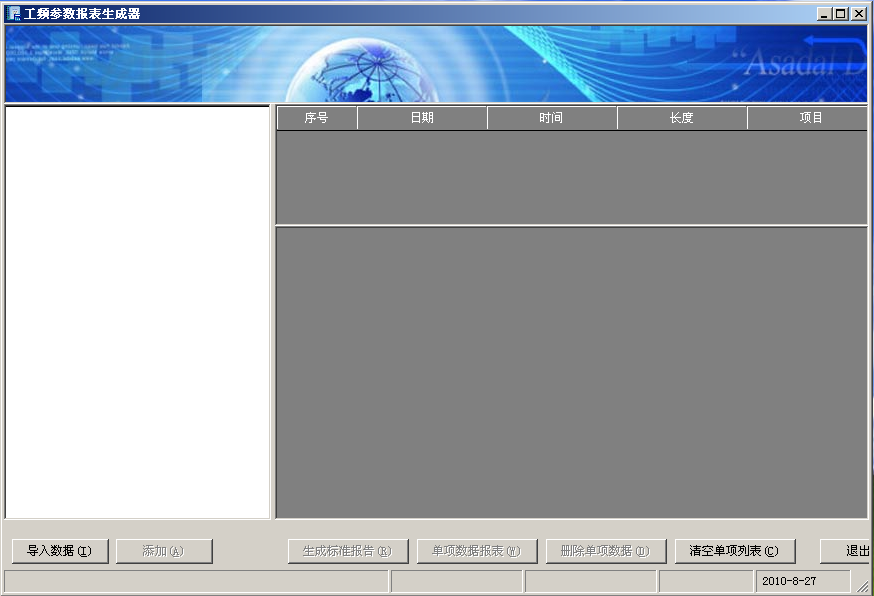 工频参数报表生成器
"Asadal D
序号 日期 时间 长度 项目
导入数据(I) 添加(A) 生成标准报告(R) 单项数据报表(W) 删除单项数据(D) 清空单项列表(C) 退出
2010-8-27